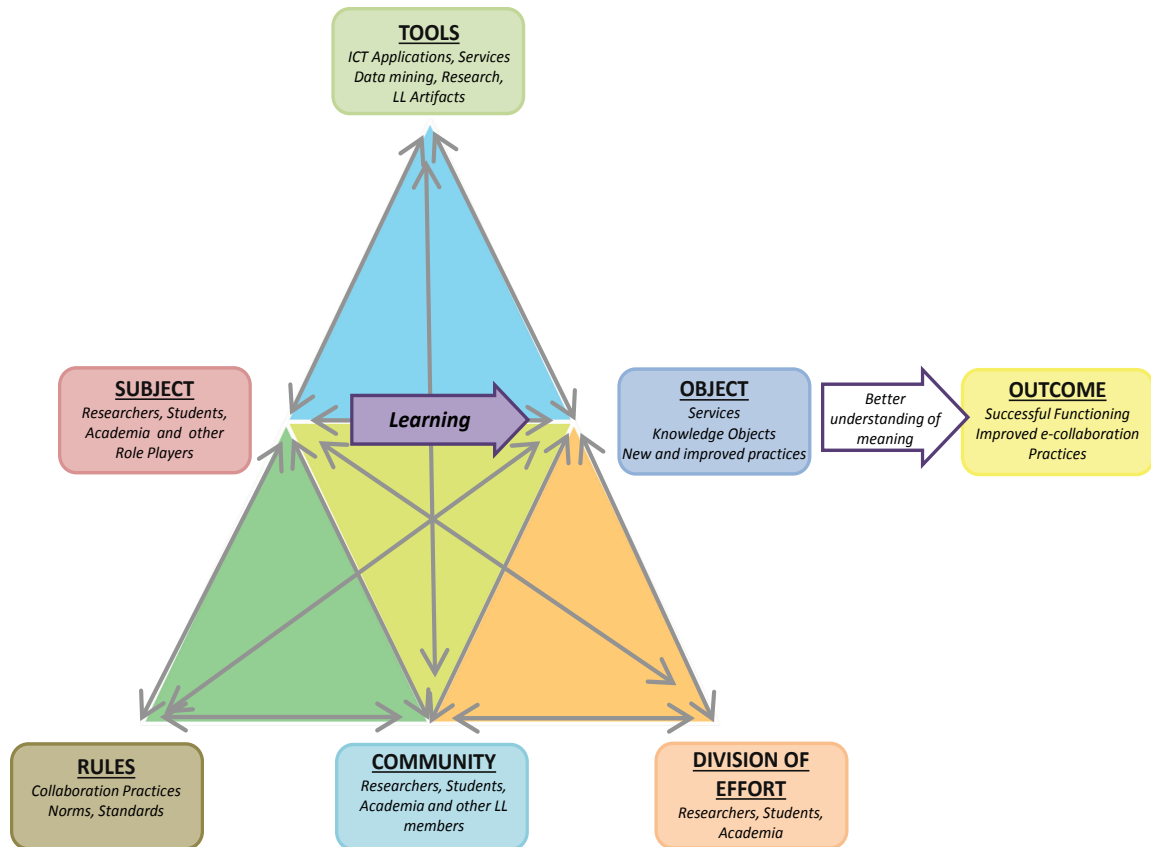 TOOLS
ICT Applications, Services
Data mining, Research,
LL Artifacts
SUBJECT
Researchers, Students,
Academia and other
Role Players
Learning
OBJECT
Services
Knowledge Objects
New and improved practices
Better
understanding of
meaning
OUTCOME
Successful Functioning
Improved e-collaboration
Practices
RULES
Collaboration Practices
Norms, Standards
COMMUNITY
Researchers, Students,
Academia and other LL
members
DIVISION OF
EFFORT
Researchers, Students,
Academia